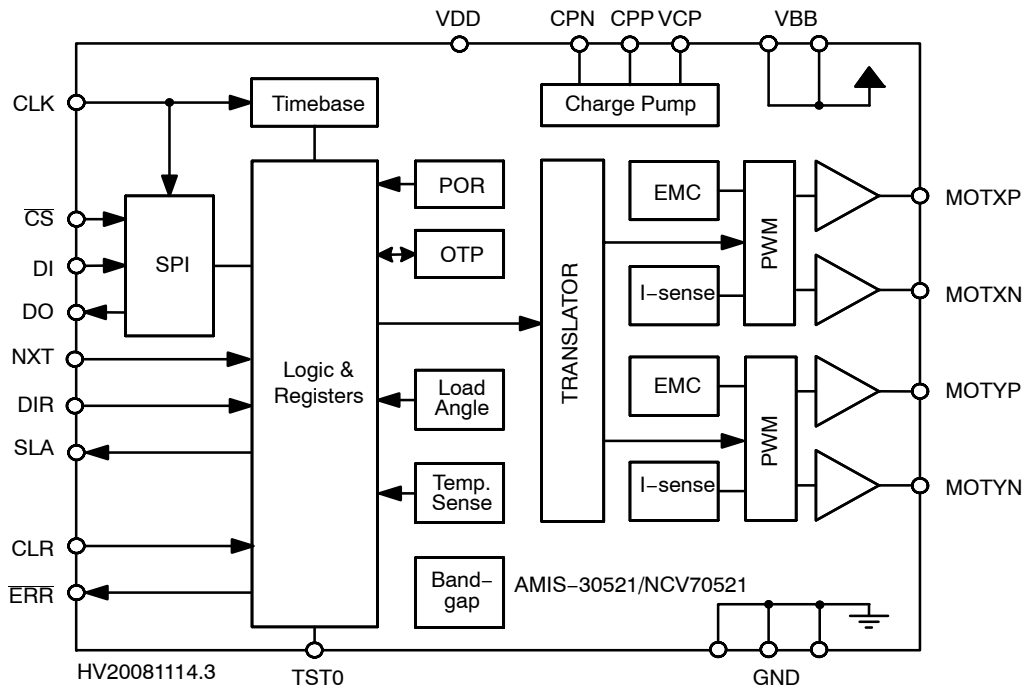 VDD
CPN CPP VCP
VBB
CLK
Timebase
Charge Pump
CS
DI
DO
SPI
NXT
DIR
SLA
CLR
ERR
Logic &
Registers
POR
OTP
Load
Angle
Temp.
Sense
Band–
gap
TRANSLATOR
EMC
I–sense
PWM
EMC
I–sense
PWM
MOTXP
MOTXN
MOTYP
MOTYN
AMIS–30521/NCV70521
HV20081114.3
TST0
GND